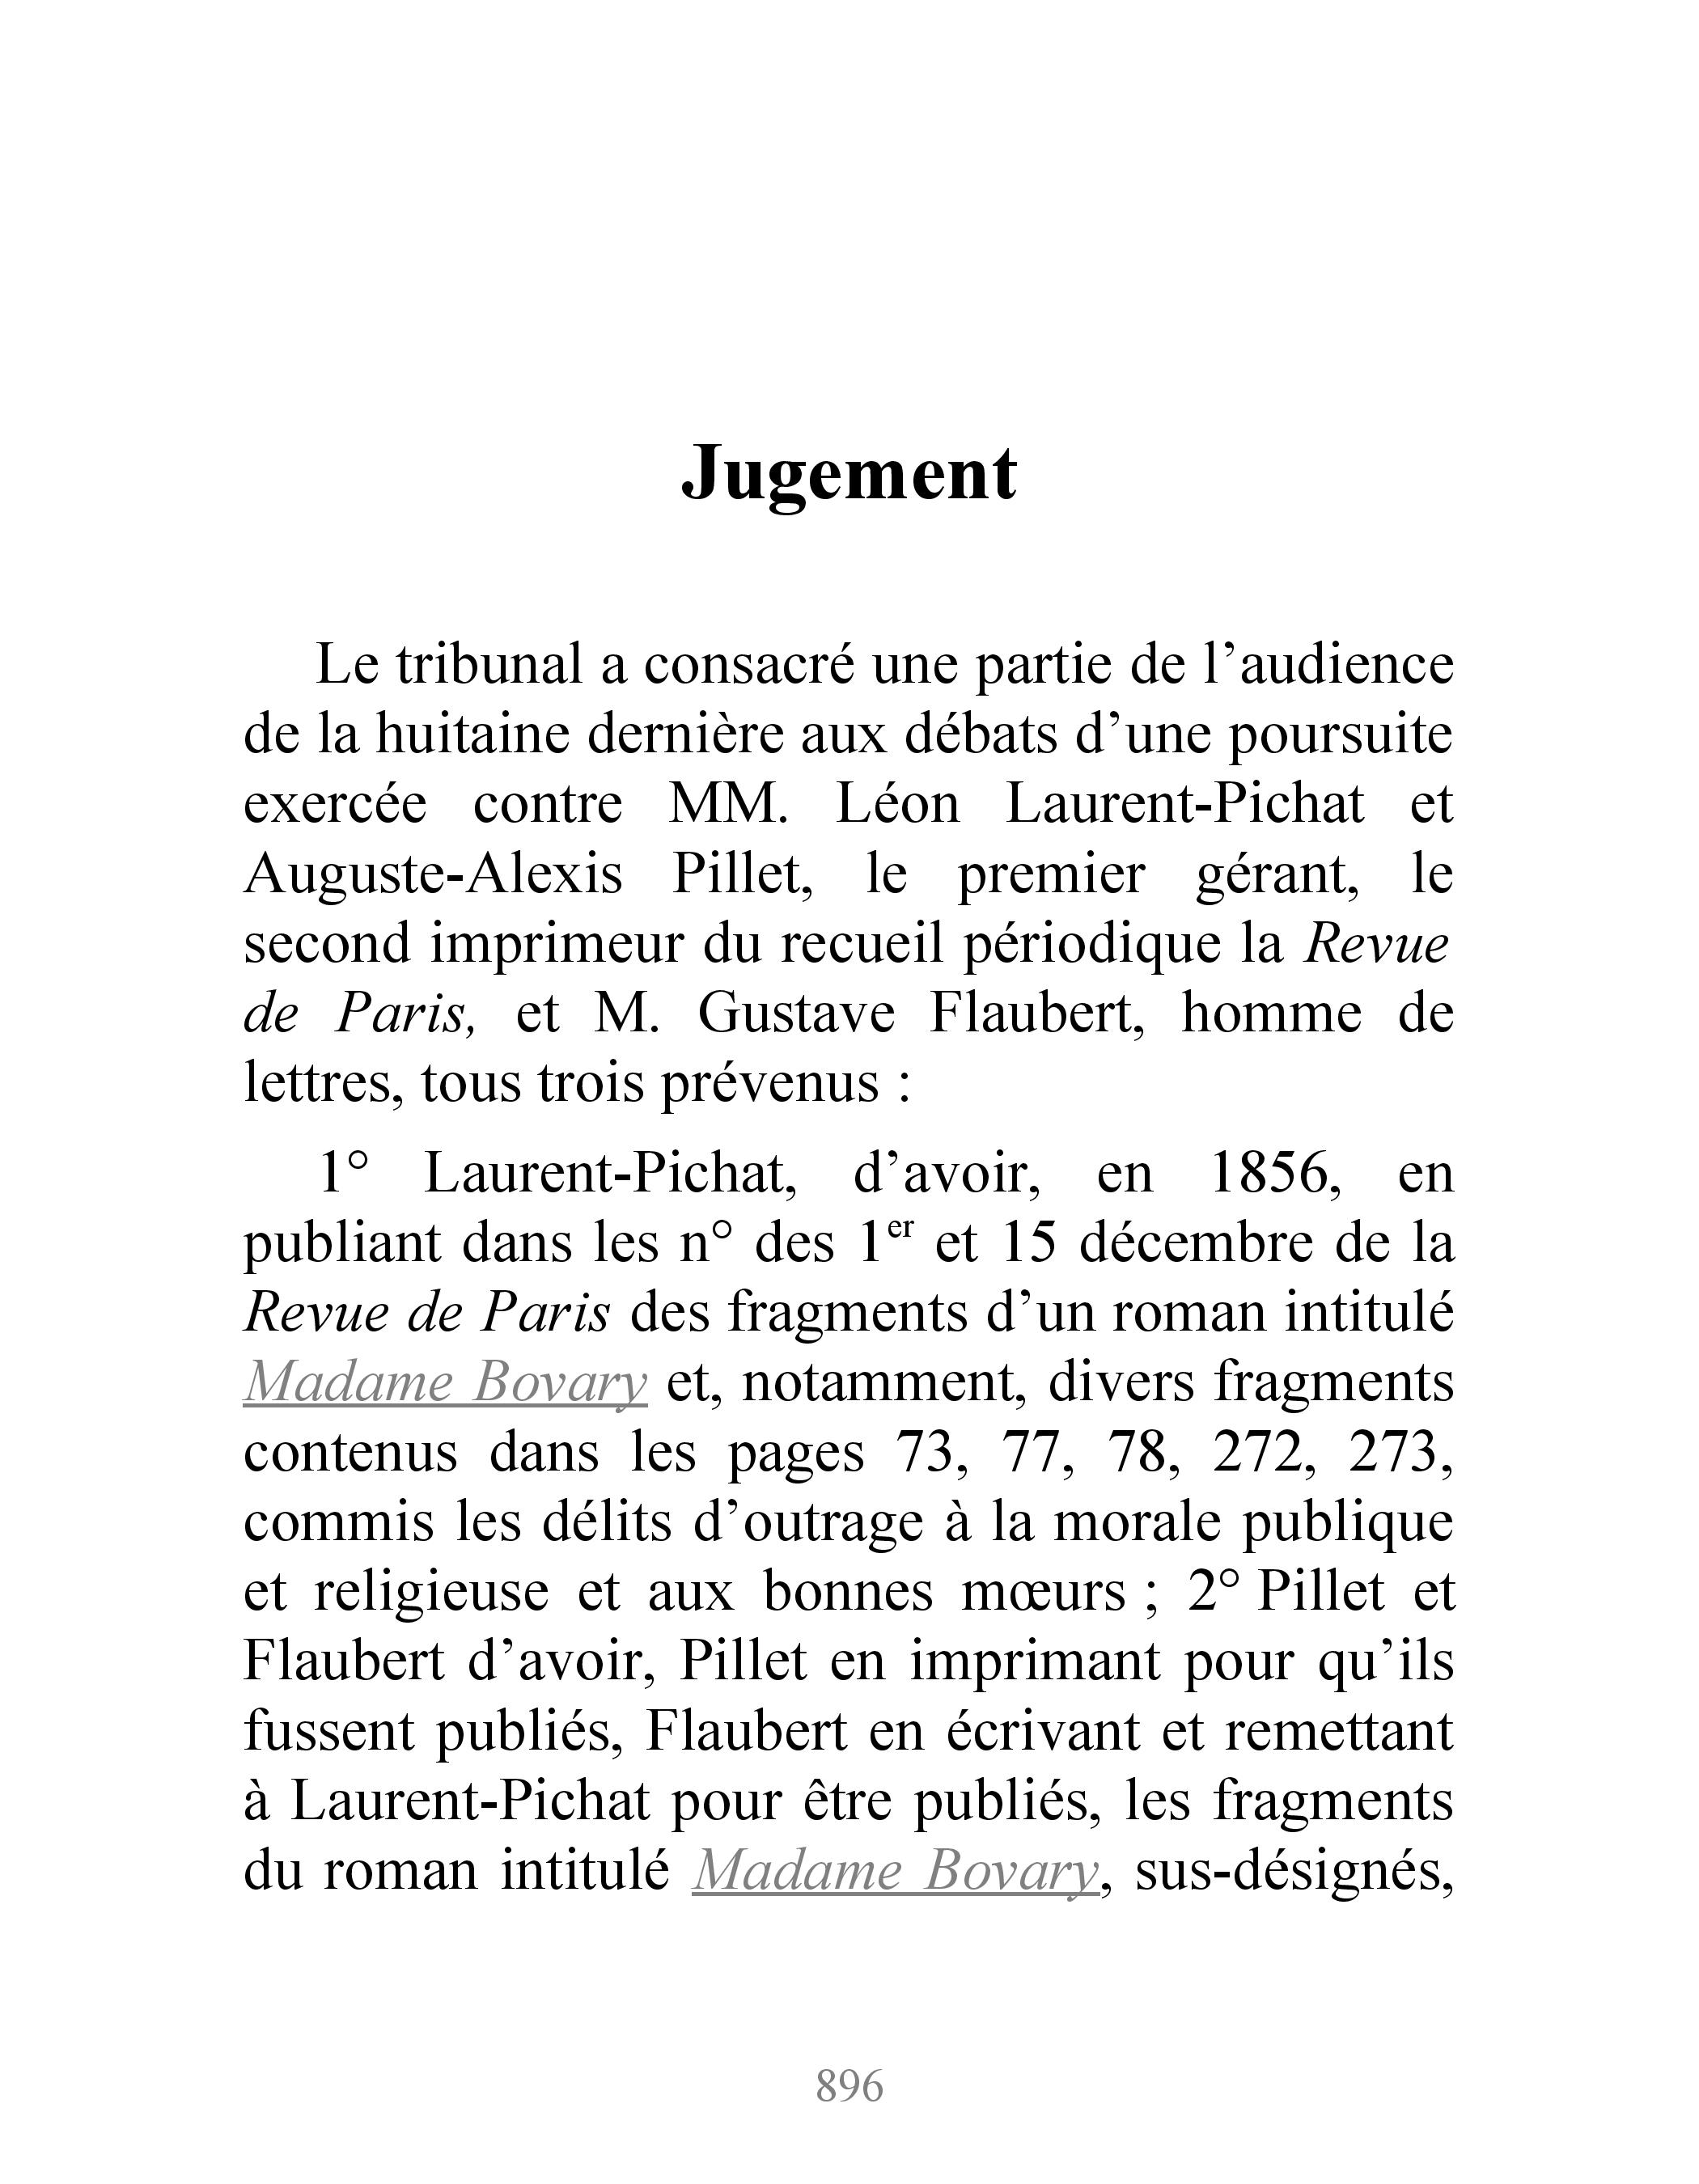 Jugement
Le tribunal a consacré une partie de l’audience
de la huitaine dernière aux débats d’une poursuite
exercée contre MM. Léon Laurent-Pichat et
Auguste-Alexis Pillet, le premier gérant, le
second imprimeur du recueil périodique la Revue
de Paris, et M. Gustave Flaubert, homme de
lettres, tous trois prévenus :
1° Laurent-Pichat, d’avoir, en 1856, en
publiant dans les n° des 1er et 15 décembre de la
Revue de Paris des fragments d’un roman intitulé
Madame Bovary et, notamment, divers fragments
contenus dans les pages 73, 77, 78, 272, 273,
commis les délits d’outrage à la morale publique
et religieuse et aux bonnes mœurs ; 2° Pillet et
Flaubert d’avoir, Pillet en imprimant pour qu’ils
fussent publiés, Flaubert en écrivant et remettant
à Laurent-Pichat pour être publiés, les fragments
du roman intitulé Madame Bovary, sus-désignés,
896